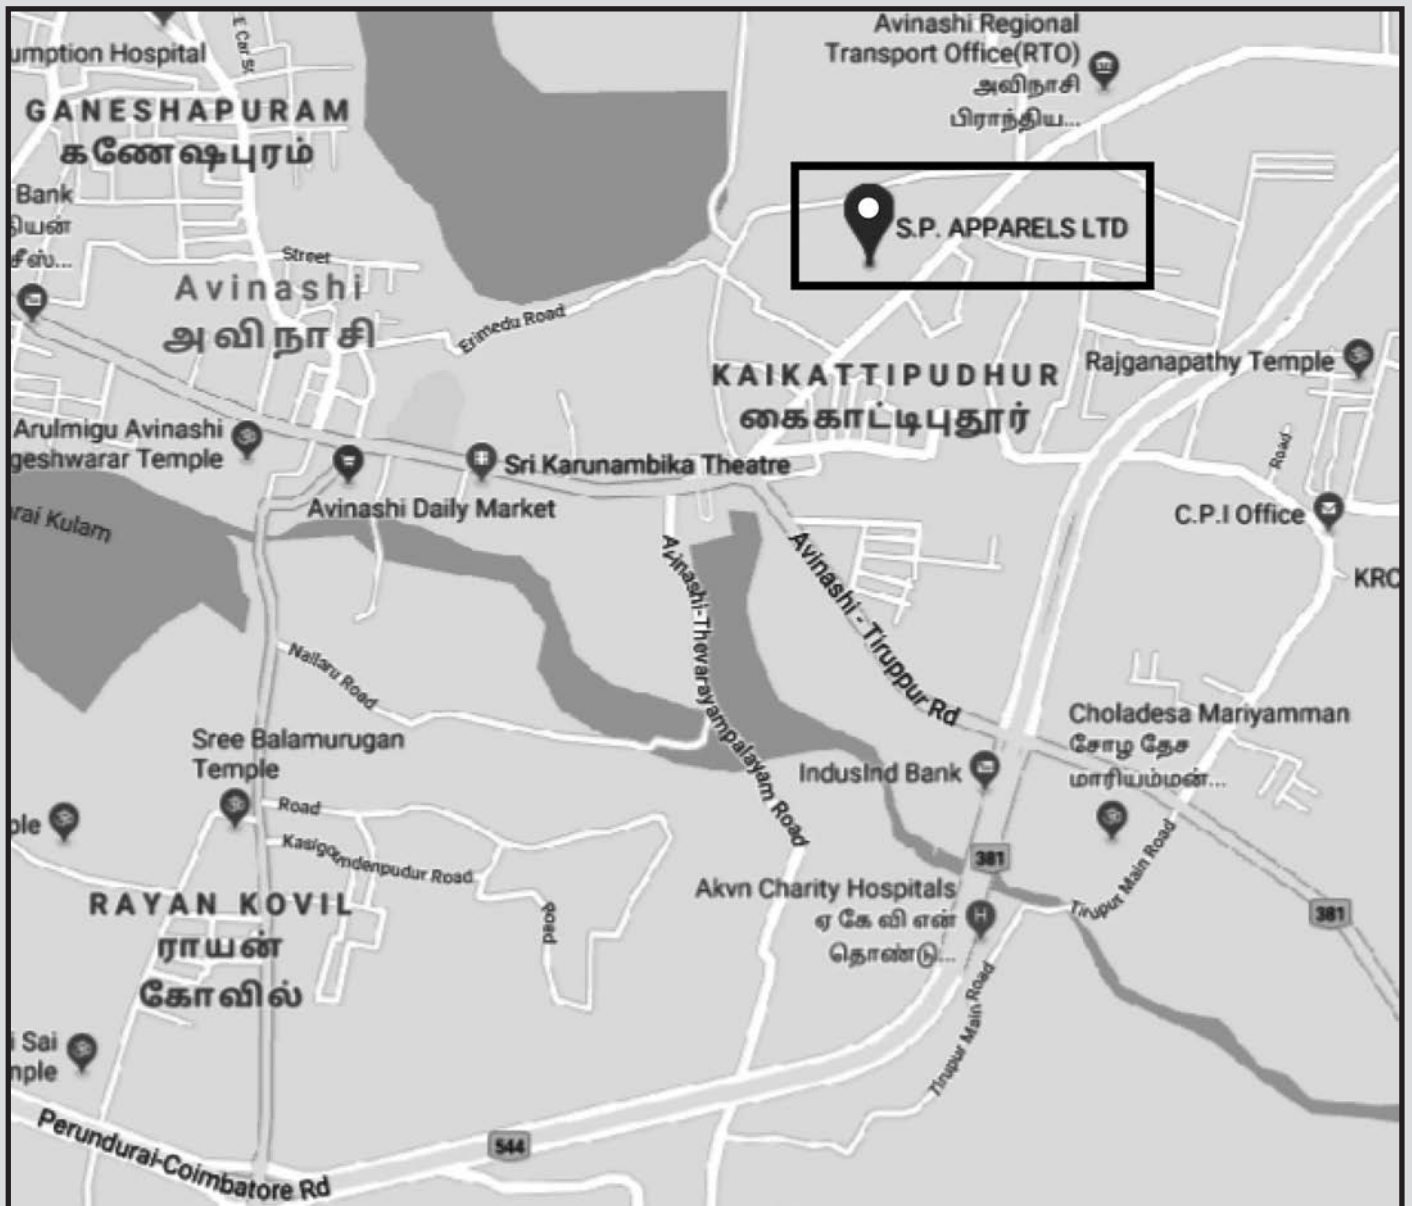 E Car St
umption Hospital
Avinashi Regional
Transport Office(RTO)
அவிநாசி
பிராந்திய...
GANESHAPURAM
கணேஷபுரம்
Bank
S.P. APPARELS LTD
Street
Avinashi
அவிநாசி
Erimedu Road
Rajganapathy Temple
KAIKATTIPUDHUR
கைகாட்டிபுதூர்
Arulmigu Avinashi
geshwarar Temple
Sri Karunambika Theatre
Road
Avinashi Daily Market
C.P.I Office
rai Kulam
KRC
Avinashi-Thevarayampalayam Road
Avinashi - Tiruppur Rd
Nallaru Road
Choladesa Mariyamman
சோழ தேச
மாரியம்மன்...
Sree Balamurugan
Temple
IndusInd Bank
Road
ple
Kasigoundenpudur Road
381
Tirupur Main Road
Akvn Charity Hospitals
ஏ கே வி என்
தொண்டு...
381
RAYAN KOVIL
ராயன்
கோவில்
Road
Tirupur Main Road
i Sai
mple
Perundurai-Coimbatore Rd
544